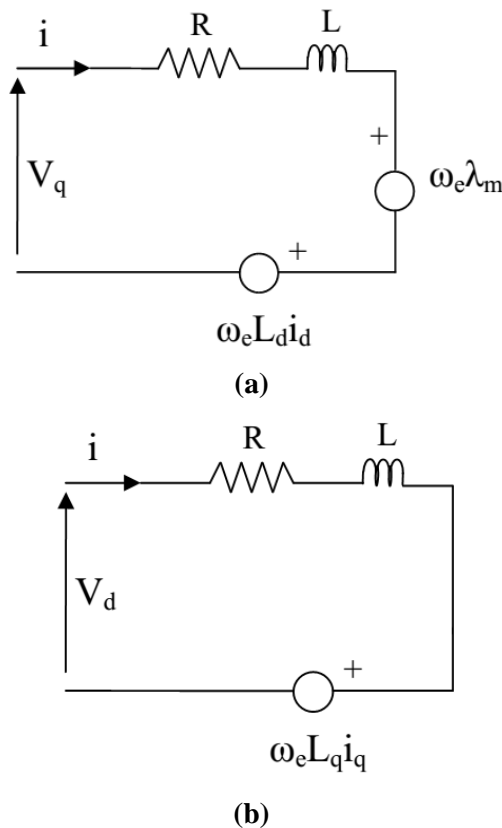 i
R
L
+
V_q
ω_eλ_m
+
ω_eL_di_d
(a)
i
R
L
V_d
+
ω_eL_qi_q
(b)